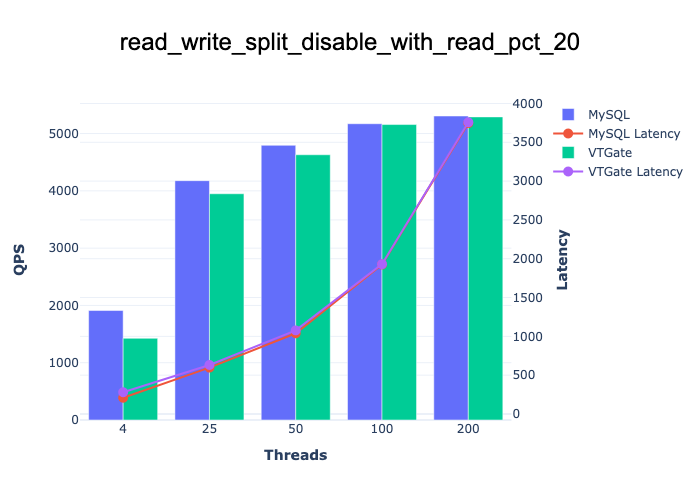 read_write_split_disable_with_read_pct_20
QPS
5000
4000
3000
2000
1000
0
4000
3500
3000
2500
2000
1500
1000
500
0
Latency
MySQL
MySQL Latency
VTGate
VTGate Latency
4 25 50 100 200
Threads